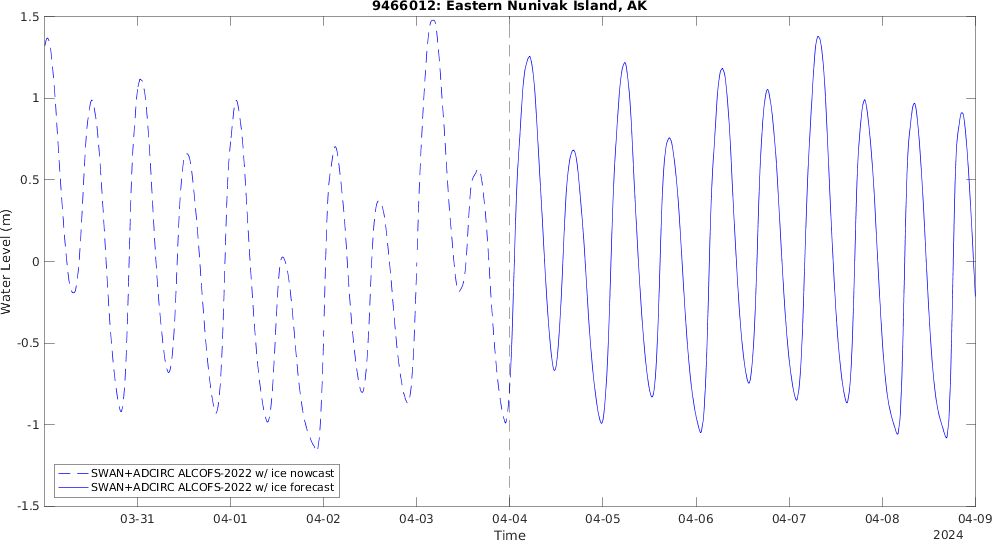 9466012: Eastern Nunivak Island, AK
1.5
1
0.5
0
-0.5
-1
-1.5
Water Level (m)
SWAN+ADCIRC ALCOFS-2022 w/ ice nowcast
SWAN+ADCIRC ALCOFS-2022 w/ ice forecast
03-31 04-01 04-02 04-03 04-04 04-05 04-06 04-07 04-08 04-09
Time
2024